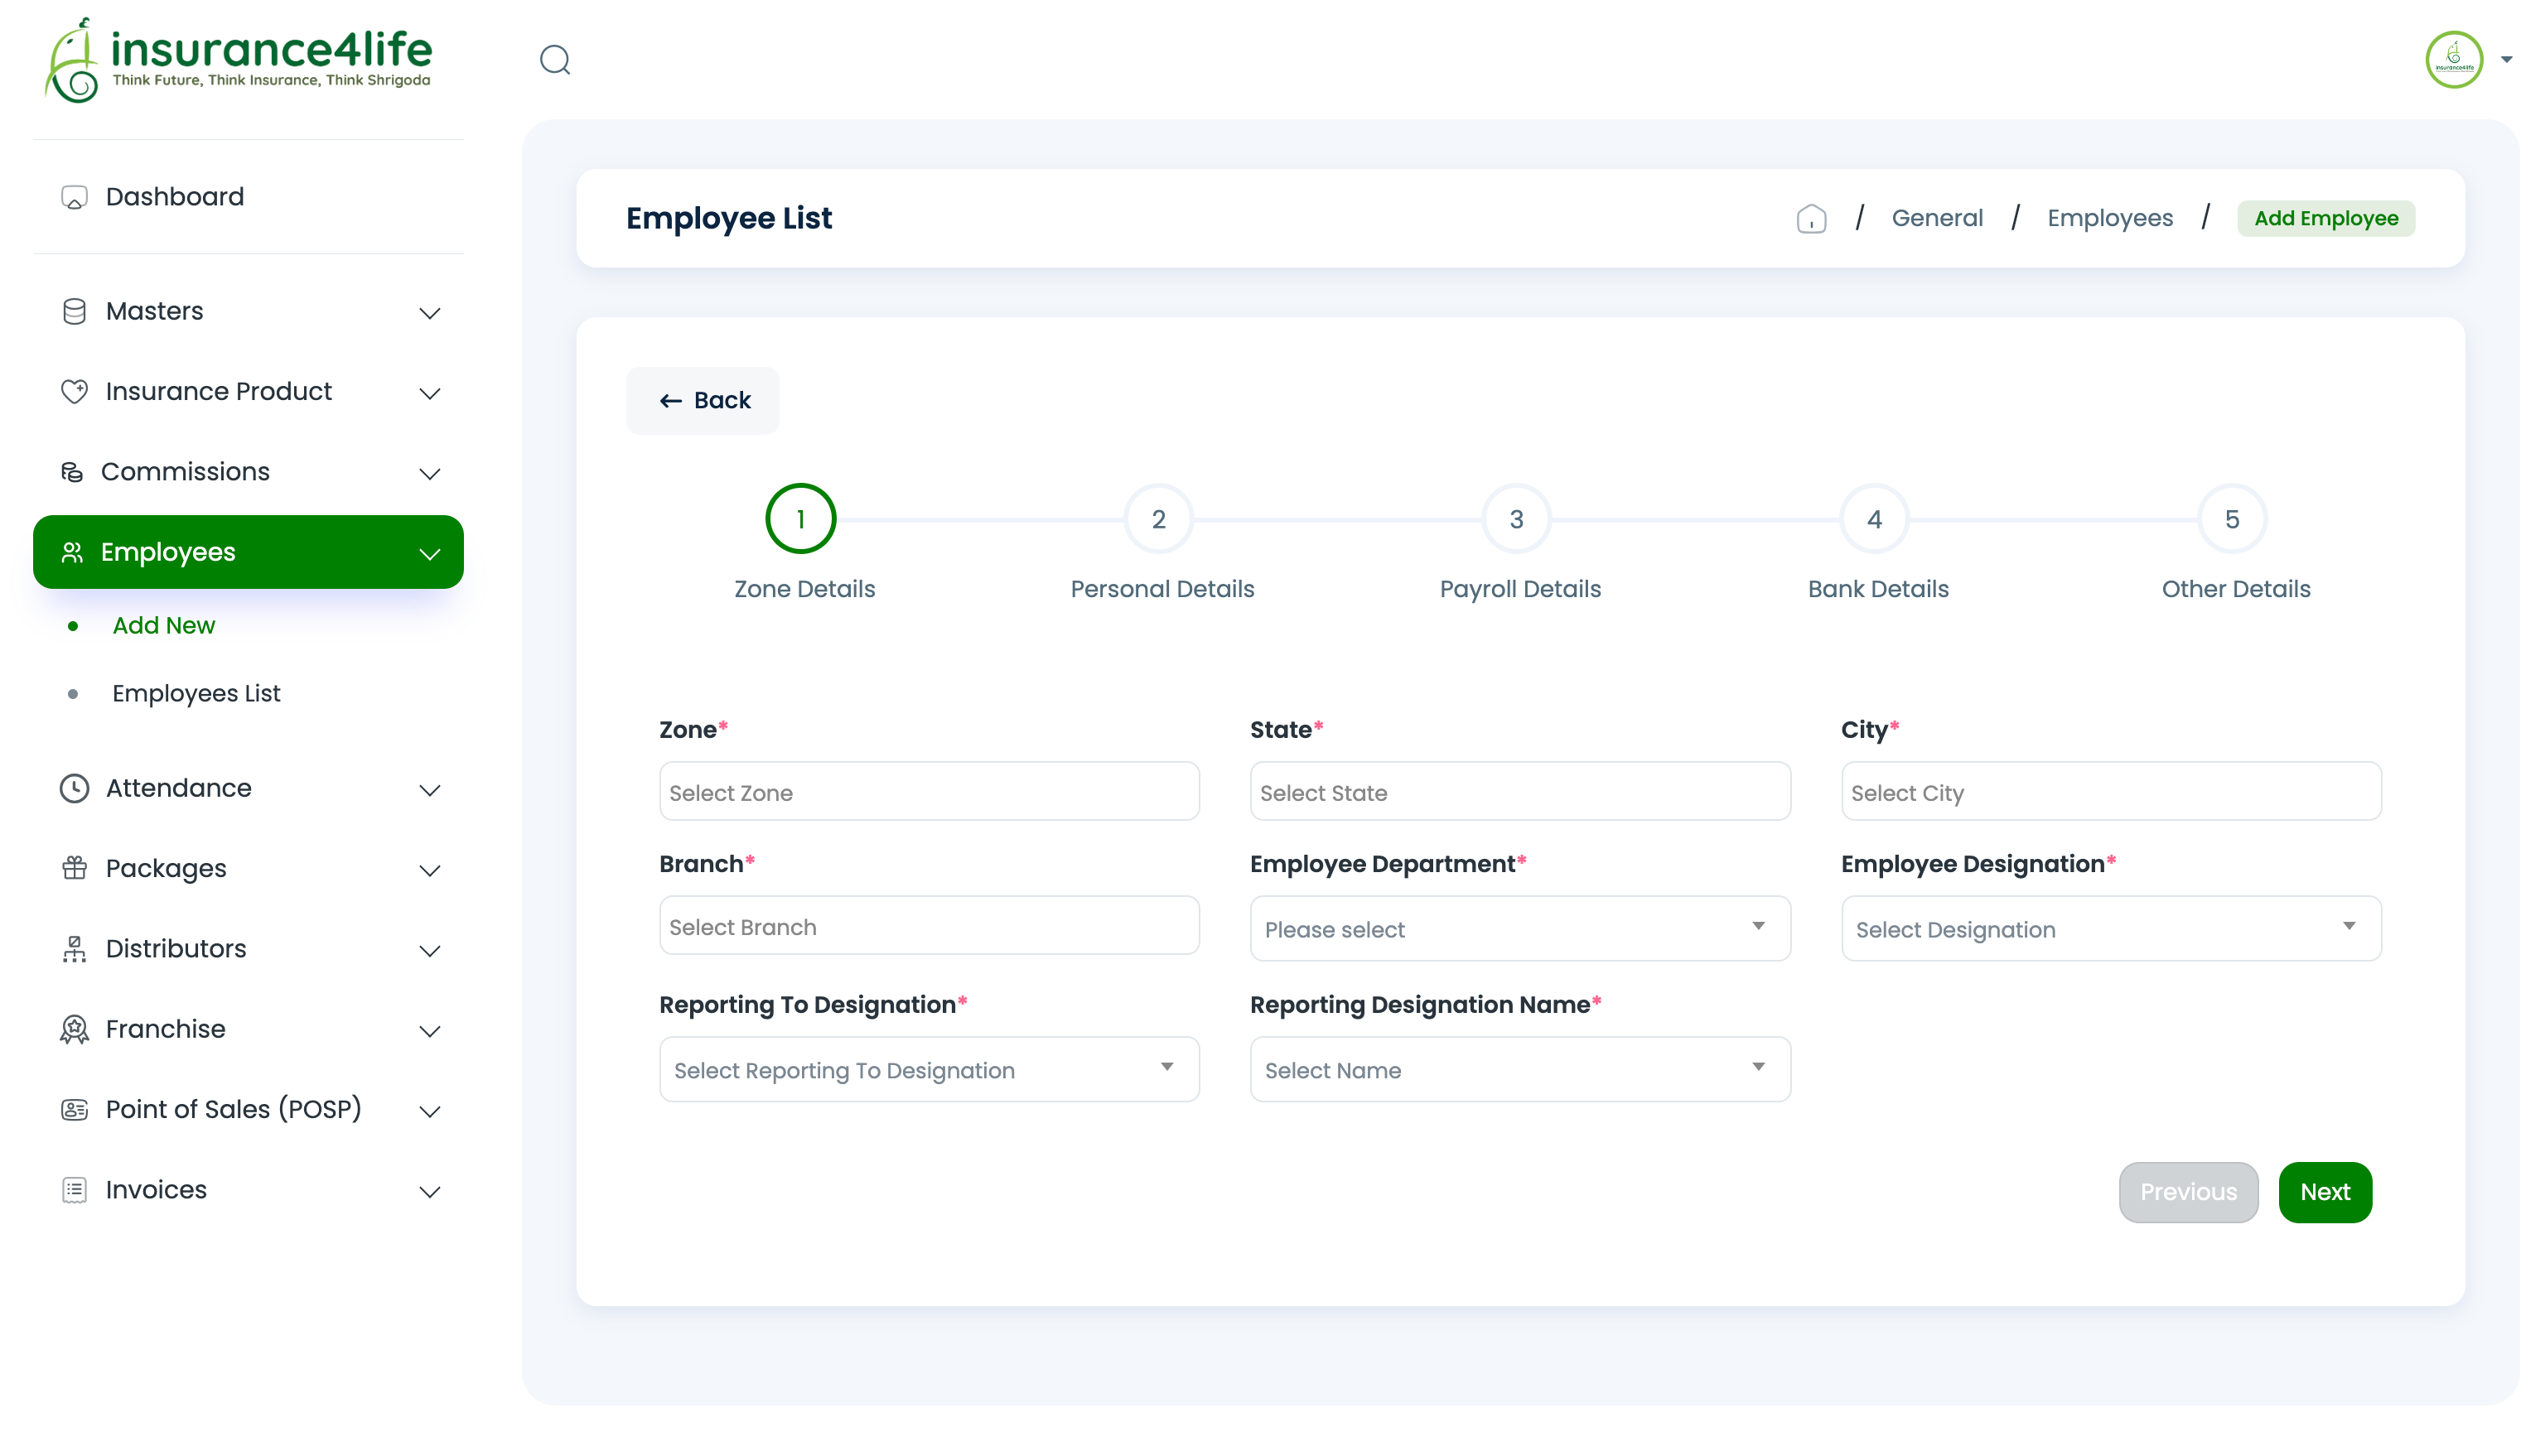 insurance4life
Think Future, Think Insurance, Think Shrigoda
insurance4life
Dashboard
Masters
Insurance Product
Commissions
Employees
Add New
Employees List
Attendance
Packages
Distributors
Franchise
Point of Sales (POSP)
Invoices
Employee List
/ General / Employees / Add Employee
← Back
1 2 3 4 5
Zone Details Personal Details Payroll Details Bank Details Other Details
Zone* State* City*
Select Zone Select State Select City
Branch* Employee Department* Employee Designation*
Select Branch Please select Select Designation
Reporting To Designation* Reporting Designation Name*
Select Reporting To Designation Select Name
Previous Next